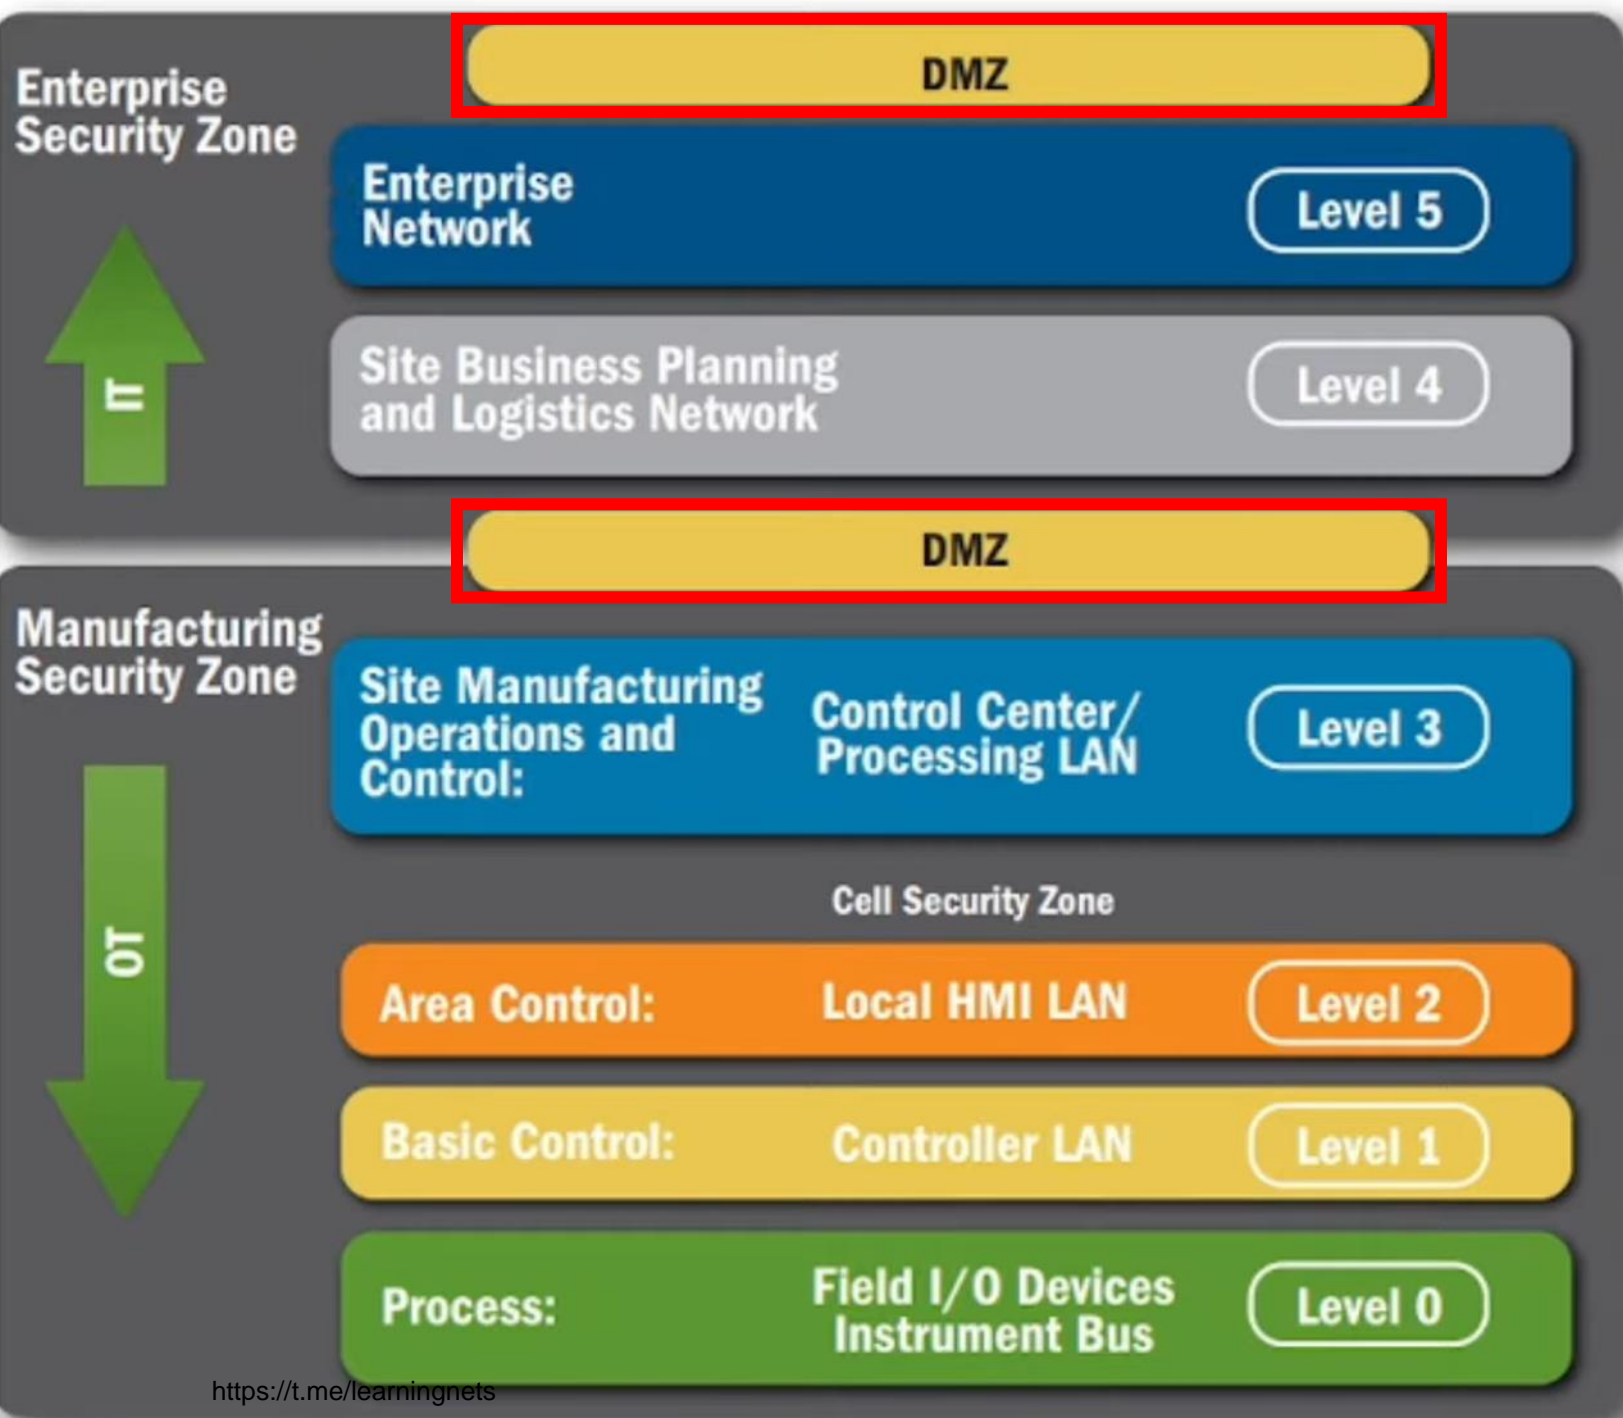 DMZ
Enterprise
Security Zone
Enterprise
Network
Level 5
IT
Site Business Planning
and Logistics Network
Level 4
DMZ
Manufacturing
Security Zone
Site Manufacturing
Operations and
Control:
Control Center/
Processing LAN
Level 3
OT
Cell Security Zone
Area Control:
Local HMI LAN
Level 2
Basic Control:
Controller LAN
Level 1
Process:
Field I/O Devices
Instrument Bus
Level 0
https://t.me/learningnets